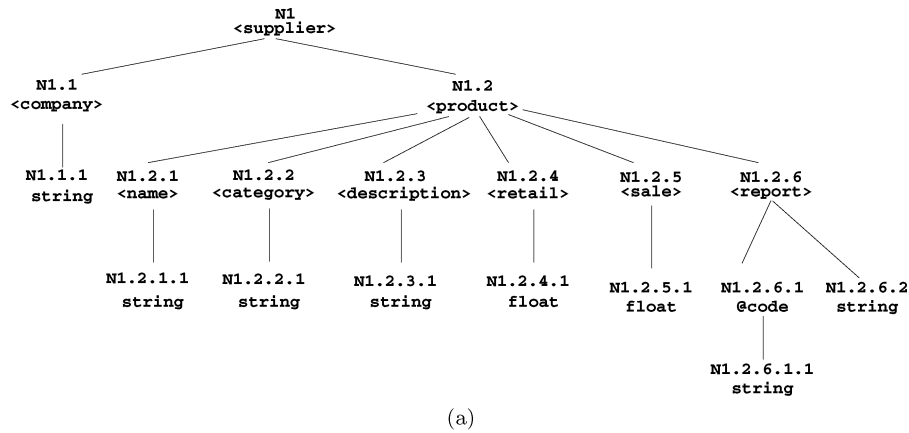 N1
<supplier>
N1.1
<company>
N1.2
<product>
N1.1.1
string
N1.2.1
<name>
N1.2.2
<category>
N1.2.3
<description>
N1.2.4
<retail>
N1.2.5
<sale>
N1.2.6
<report>
N1.2.1.1
string
N1.2.2.1
string
N1.2.3.1
string
N1.2.4.1
float
N1.2.5.1
float
N1.2.6.1
@code
N1.2.6.2
string
N1.2.6.1.1
string
(a)